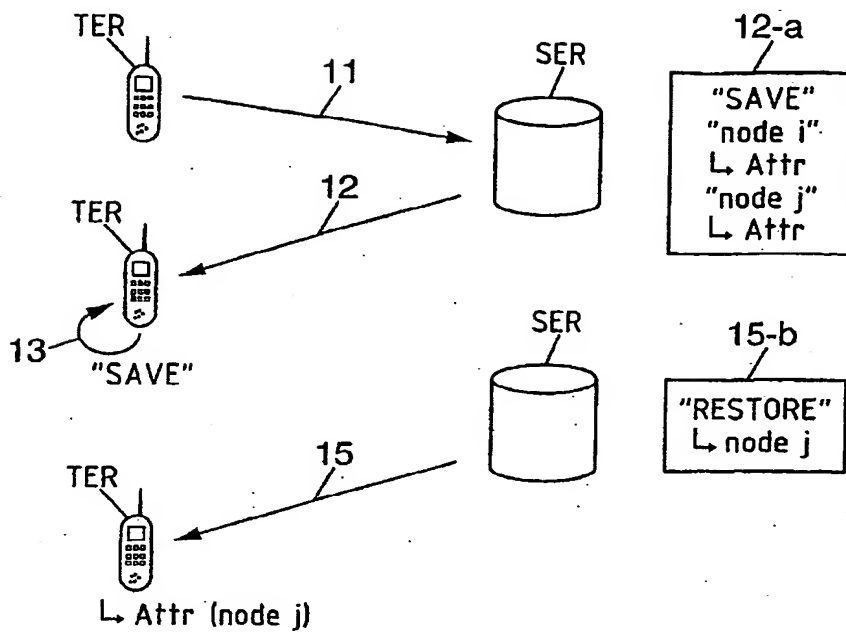 TER
11
SER
12-a
"SAVE"
"node i"
↳ Attr
"node j"
↳ Attr
TER
12
13
"SAVE"
SER
15-b
"RESTORE"
↳ node j
TER
15
↳ Attr (node j)